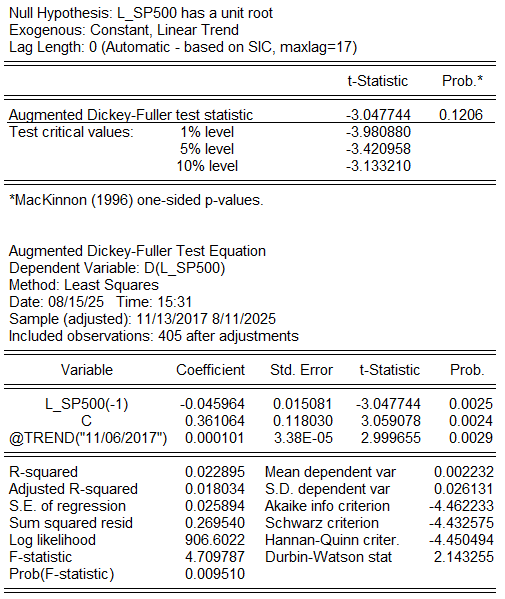 Null Hypothesis: L_SP500 has a unit root
Exogenous: Constant, Linear Trend
Lag Length: 0 (Automatic - based on SIC, maxlag=17)
t-Statistic Prob.*
Augmented Dickey-Fuller test statistic -3.047744 0.1206
Test critical values: 1% level -3.980880
5% level -3.420958
10% level -3.133210
*MacKinnon (1996) one-sided p-values.
Augmented Dickey-Fuller Test Equation
Dependent Variable: D(L_SP500)
Method: Least Squares
Date: 08/15/25 Time: 15:31
Sample (adjusted): 11/13/2017 8/11/2025
Included observations: 405 after adjustments
Variable Coefficient Std. Error t-Statistic Prob.
L_SP500(-1) -0.045964 0.015081 -3.047744 0.0025
C 0.361064 0.118030 3.059078 0.0024
@TREND("11/06/2017") 0.000101 3.38E-05 2.999655 0.0029
R-squared 0.022895 Mean dependent var 0.002232
Adjusted R-squared 0.018034 S.D. dependent var 0.026131
S.E. of regression 0.025894 Akaike info criterion -4.462233
Sum squared resid 0.269540 Schwarz criterion -4.432575
Log likelihood 906.6022 Hannan-Quinn criter. -4.450494
F-statistic 4.709787 Durbin-Watson stat 2.143255
Prob(F-statistic) 0.009510